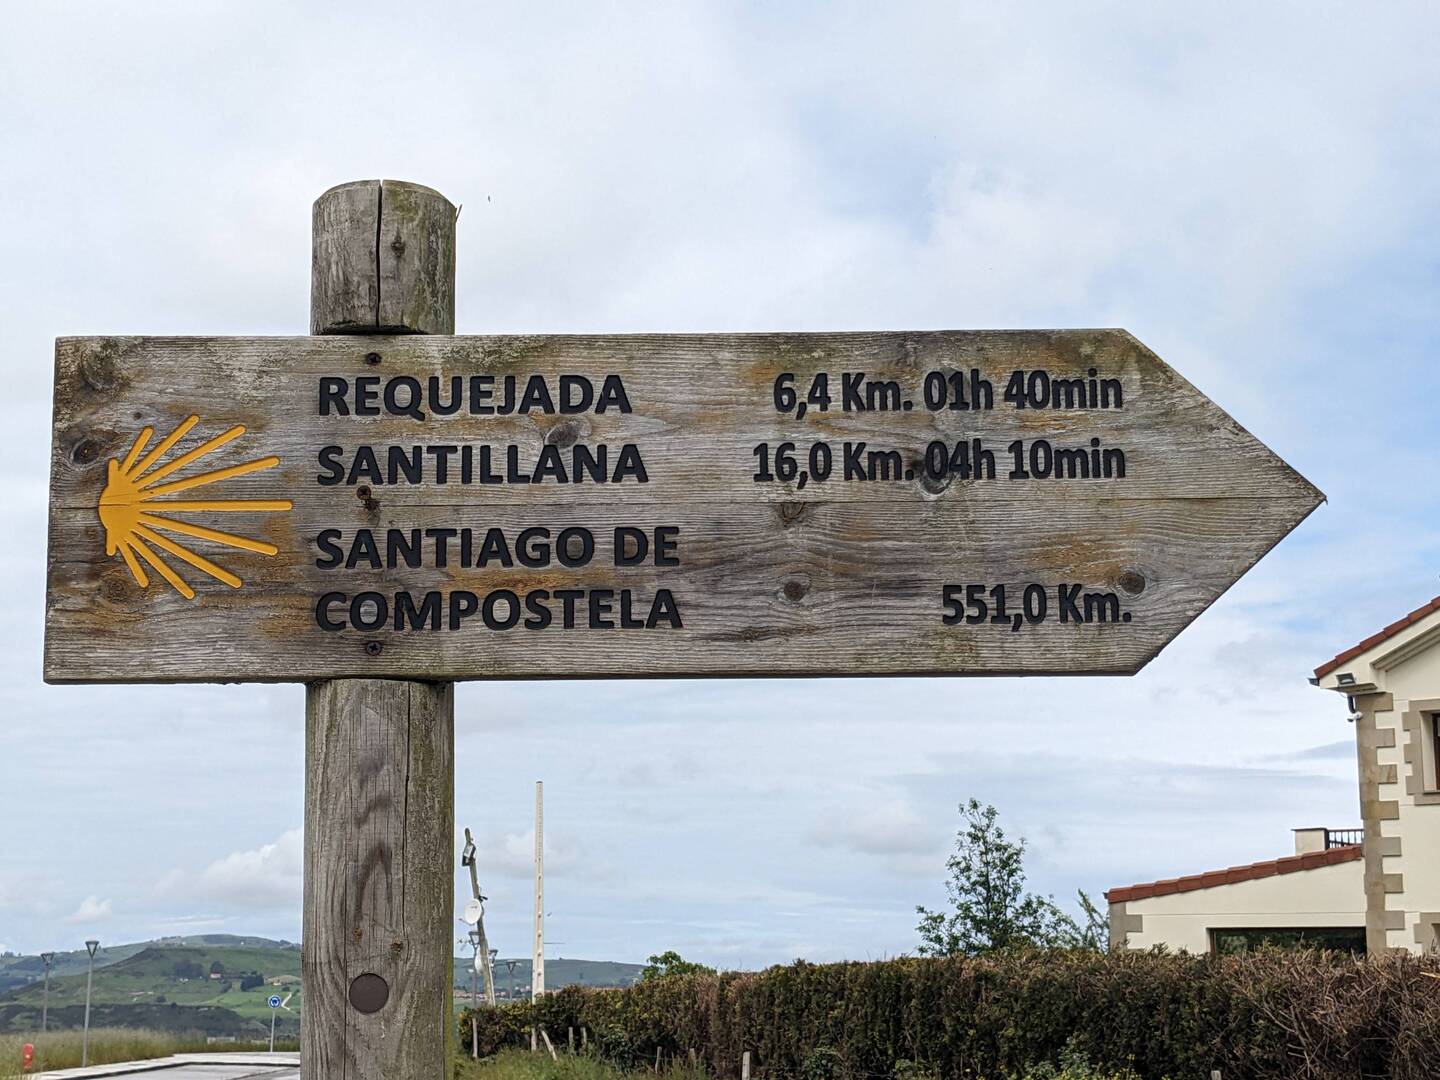 REQUEJADA 6,4 Km. 01h 40min
SANTILLANA 16,0 Km. 04h 10min
SANTIAGO DE
COMPOSTELA 551,0 Km.